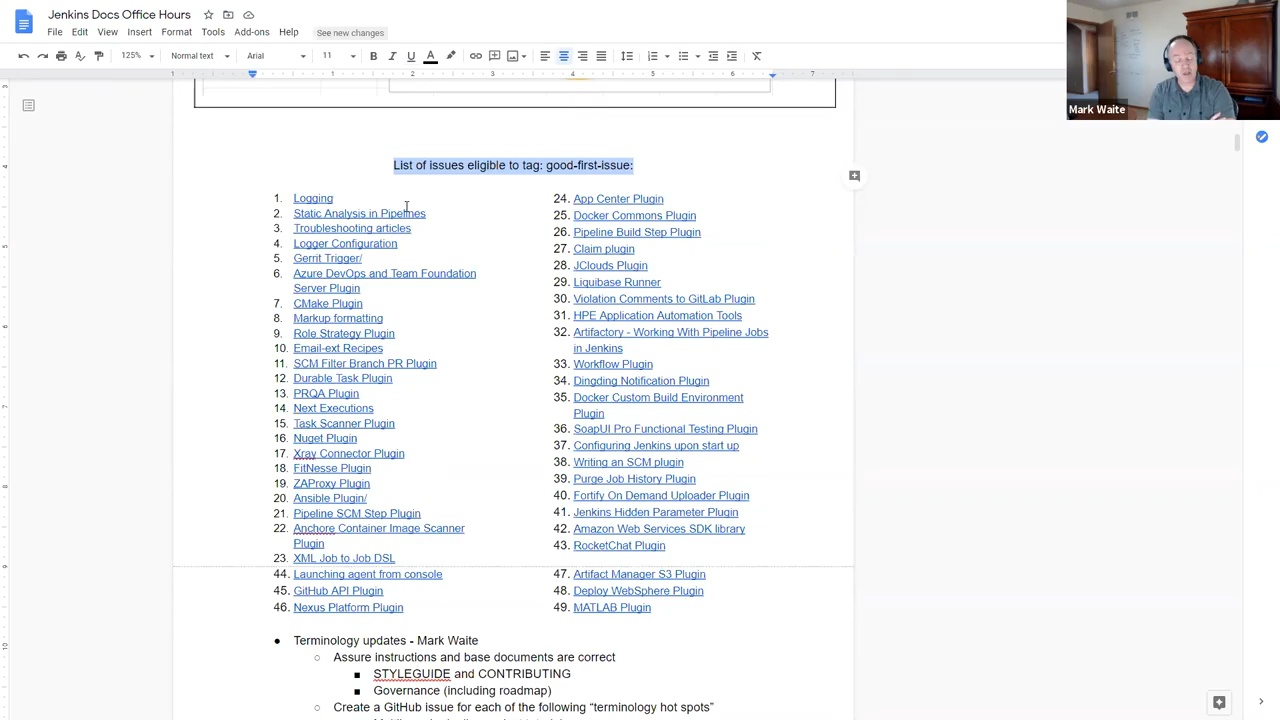 Jenkins Docs Office Hours
File Edit View Insert Format Tools Add-ons Help See new changes
125% Normal text Arial 11
1 1 2 3 4 5 6 7
Mark Waite
List of issues eligible to tag: good-first-issue:
1. Logging
2. Static Analysis in Pipelines
3. Troubleshooting articles
4. Logger Configuration
5. Gerrit Trigger/
6. Azure DevOps and Team Foundation
Server Plugin
7. CMake Plugin
8. Markup formatting
9. Role Strategy Plugin
10. Email-ext Recipes
11. SCM Filter Branch PR Plugin
12. Durable Task Plugin
13. PRQA Plugin
14. Next Executions
15. Task Scanner Plugin
16. Nuget Plugin
17. Xray Connector Plugin
18. FitNesse Plugin
19. ZAProxy Plugin
20. Ansible Plugin/
21. Pipeline SCM Step Plugin
22. Anchore Container Image Scanner
Plugin
23. XML Job to Job DSL
24. App Center Plugin
25. Docker Commons Plugin
26. Pipeline Build Step Plugin
27. Claim plugin
28. JClouds Plugin
29. Liquibase Runner
30. Violation Comments to GitLab Plugin
31. HPE Application Automation Tools
32. Artifactory - Working With Pipeline Jobs
in Jenkins
33. Workflow Plugin
34. Dingding Notification Plugin
35. Docker Custom Build Environment
Plugin
36. SoapUI Pro Functional Testing Plugin
37. Configuring Jenkins upon start up
38. Writing an SCM plugin
39. Purge Job History Plugin
40. Fortify On Demand Uploader Plugin
41. Jenkins Hidden Parameter Plugin
42. Amazon Web Services SDK library
43. RocketChat Plugin
44. Launching agent from console
45. GitHub API Plugin
46. Nexus Platform Plugin
47. Artifact Manager S3 Plugin
48. Deploy WebSphere Plugin
49. MATLAB Plugin
● Terminology updates - Mark Waite
○ Assure instructions and base documents are correct
■ STYLEGUIDE and CONTRIBUTING
■ Governance (including roadmap)
○ Create a GitHub issue for each of the following “terminology hot spots”